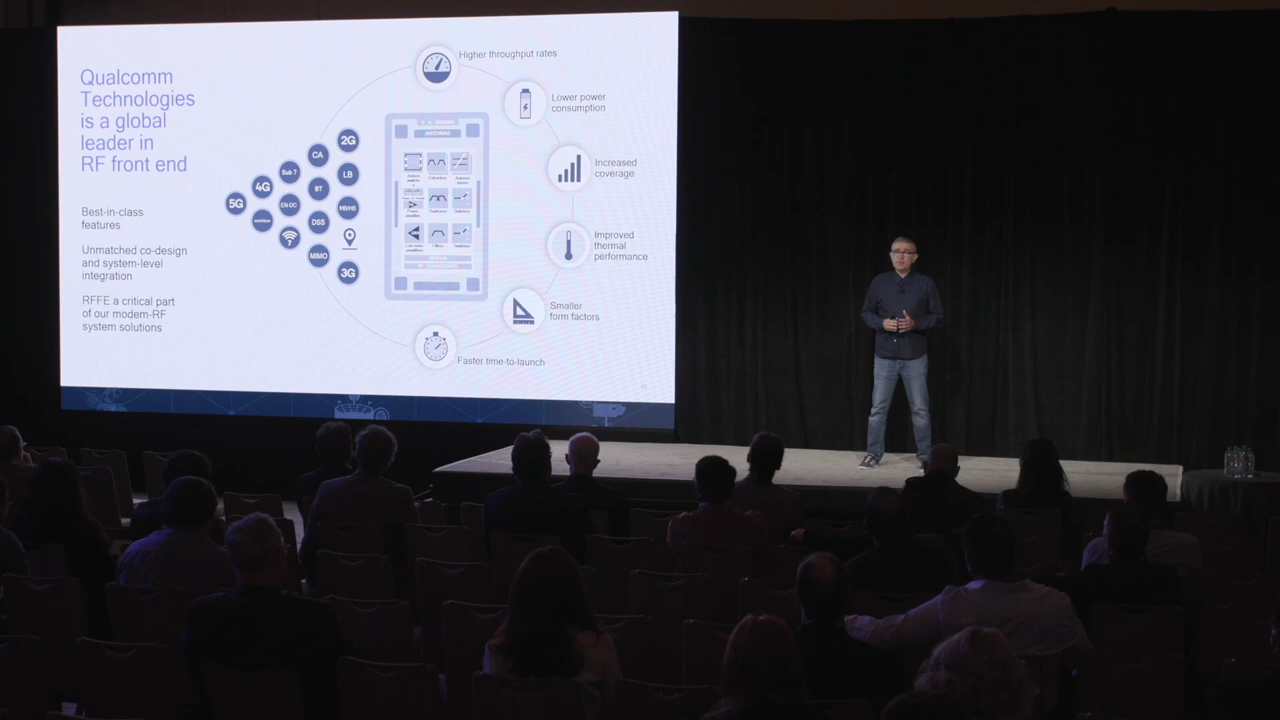 Qualcomm
Technologies
is a global
leader in
RF front end
Best-in-class
features
Unmatched co-design
and system-level
integration
RFFE a critical part
of our modem-RF
system solutions
5G
4G
Sub 7
EN-DC
CA
BT
DSS
MIMO
2G
LB
MB/HB
3G
ANTENNAS
Higher throughput rates
Lower power
consumption
Increased
coverage
Improved
thermal
performance
Smaller
form factors
Faster time-to-launch